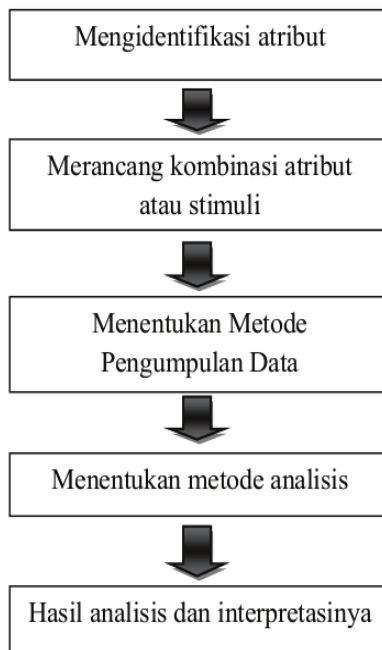 Mengidentifikasi atribut
Merancang kombinasi atribut
atau stimuli
Menentukan Metode
Pengumpulan Data
Menentukan metode analisis
Hasil analisis dan interpretasinya